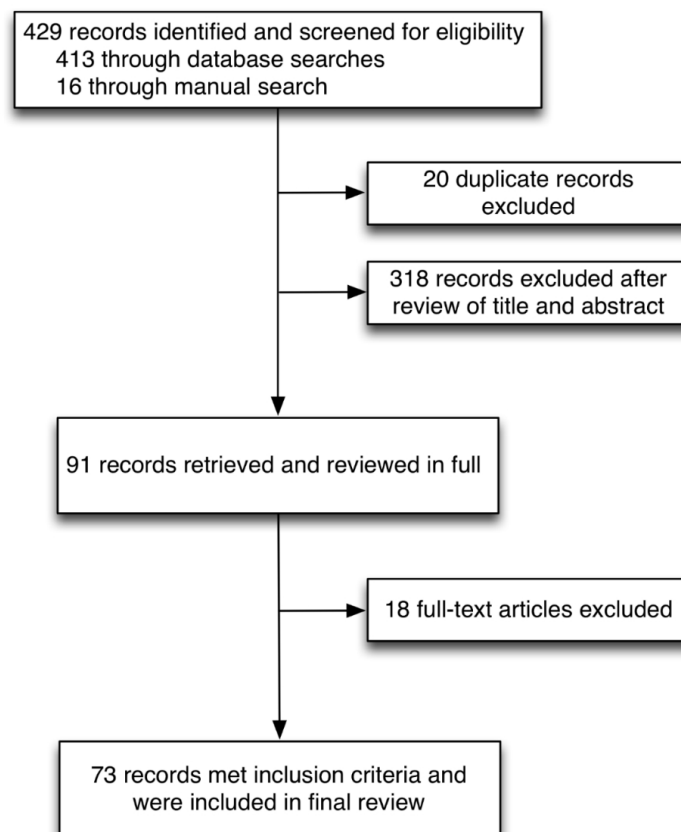 429 records identified and screened for eligibility
413 through database searches
16 through manual search
20 duplicate records
excluded
318 records excluded after
review of title and abstract
91 records retrieved and reviewed in full
18 full-text articles excluded
73 records met inclusion criteria and
were included in final review